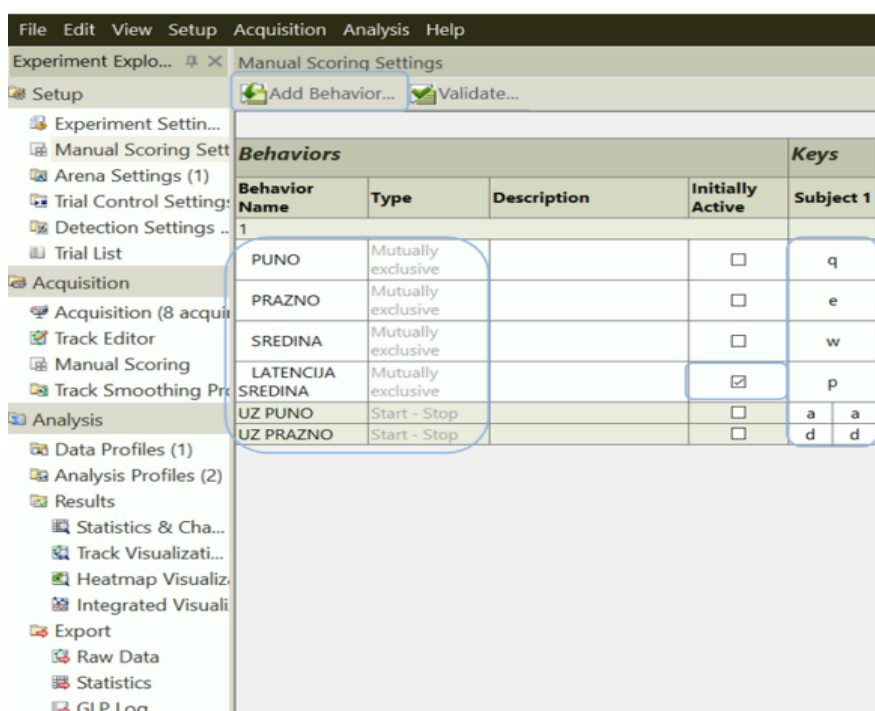 File Edit View Setup Acquisition Analysis Help
Experiment Explo...
Manual Scoring Settings
Setup
Add Behavior... Validate...
Experiment Settin...
Manual Scoring Sett
Arena Settings (1)
Trial Control Settings
Detection Settings ..
Trial List
Acquisition
Acquisition (8 acqui
Track Editor
Manual Scoring
Track Smoothing Pro
Analysis
Data Profiles (1)
Analysis Profiles (2)
Results
Statistics & Cha...
Track Visualizati...
Heatmap Visualiz
Integrated Visuali
Export
Raw Data
Statistics
GLP Log
Behaviors Keys
Behavior Name Type Description Initially Active Subject 1
1
PUNO Mutually exclusive q
PRAZNO Mutually exclusive e
SREDINA Mutually exclusive w
LATENCIJA SREDINA Mutually exclusive p
UZ PUNO Start - Stop a a
UZ PRAZNO Start - Stop d d